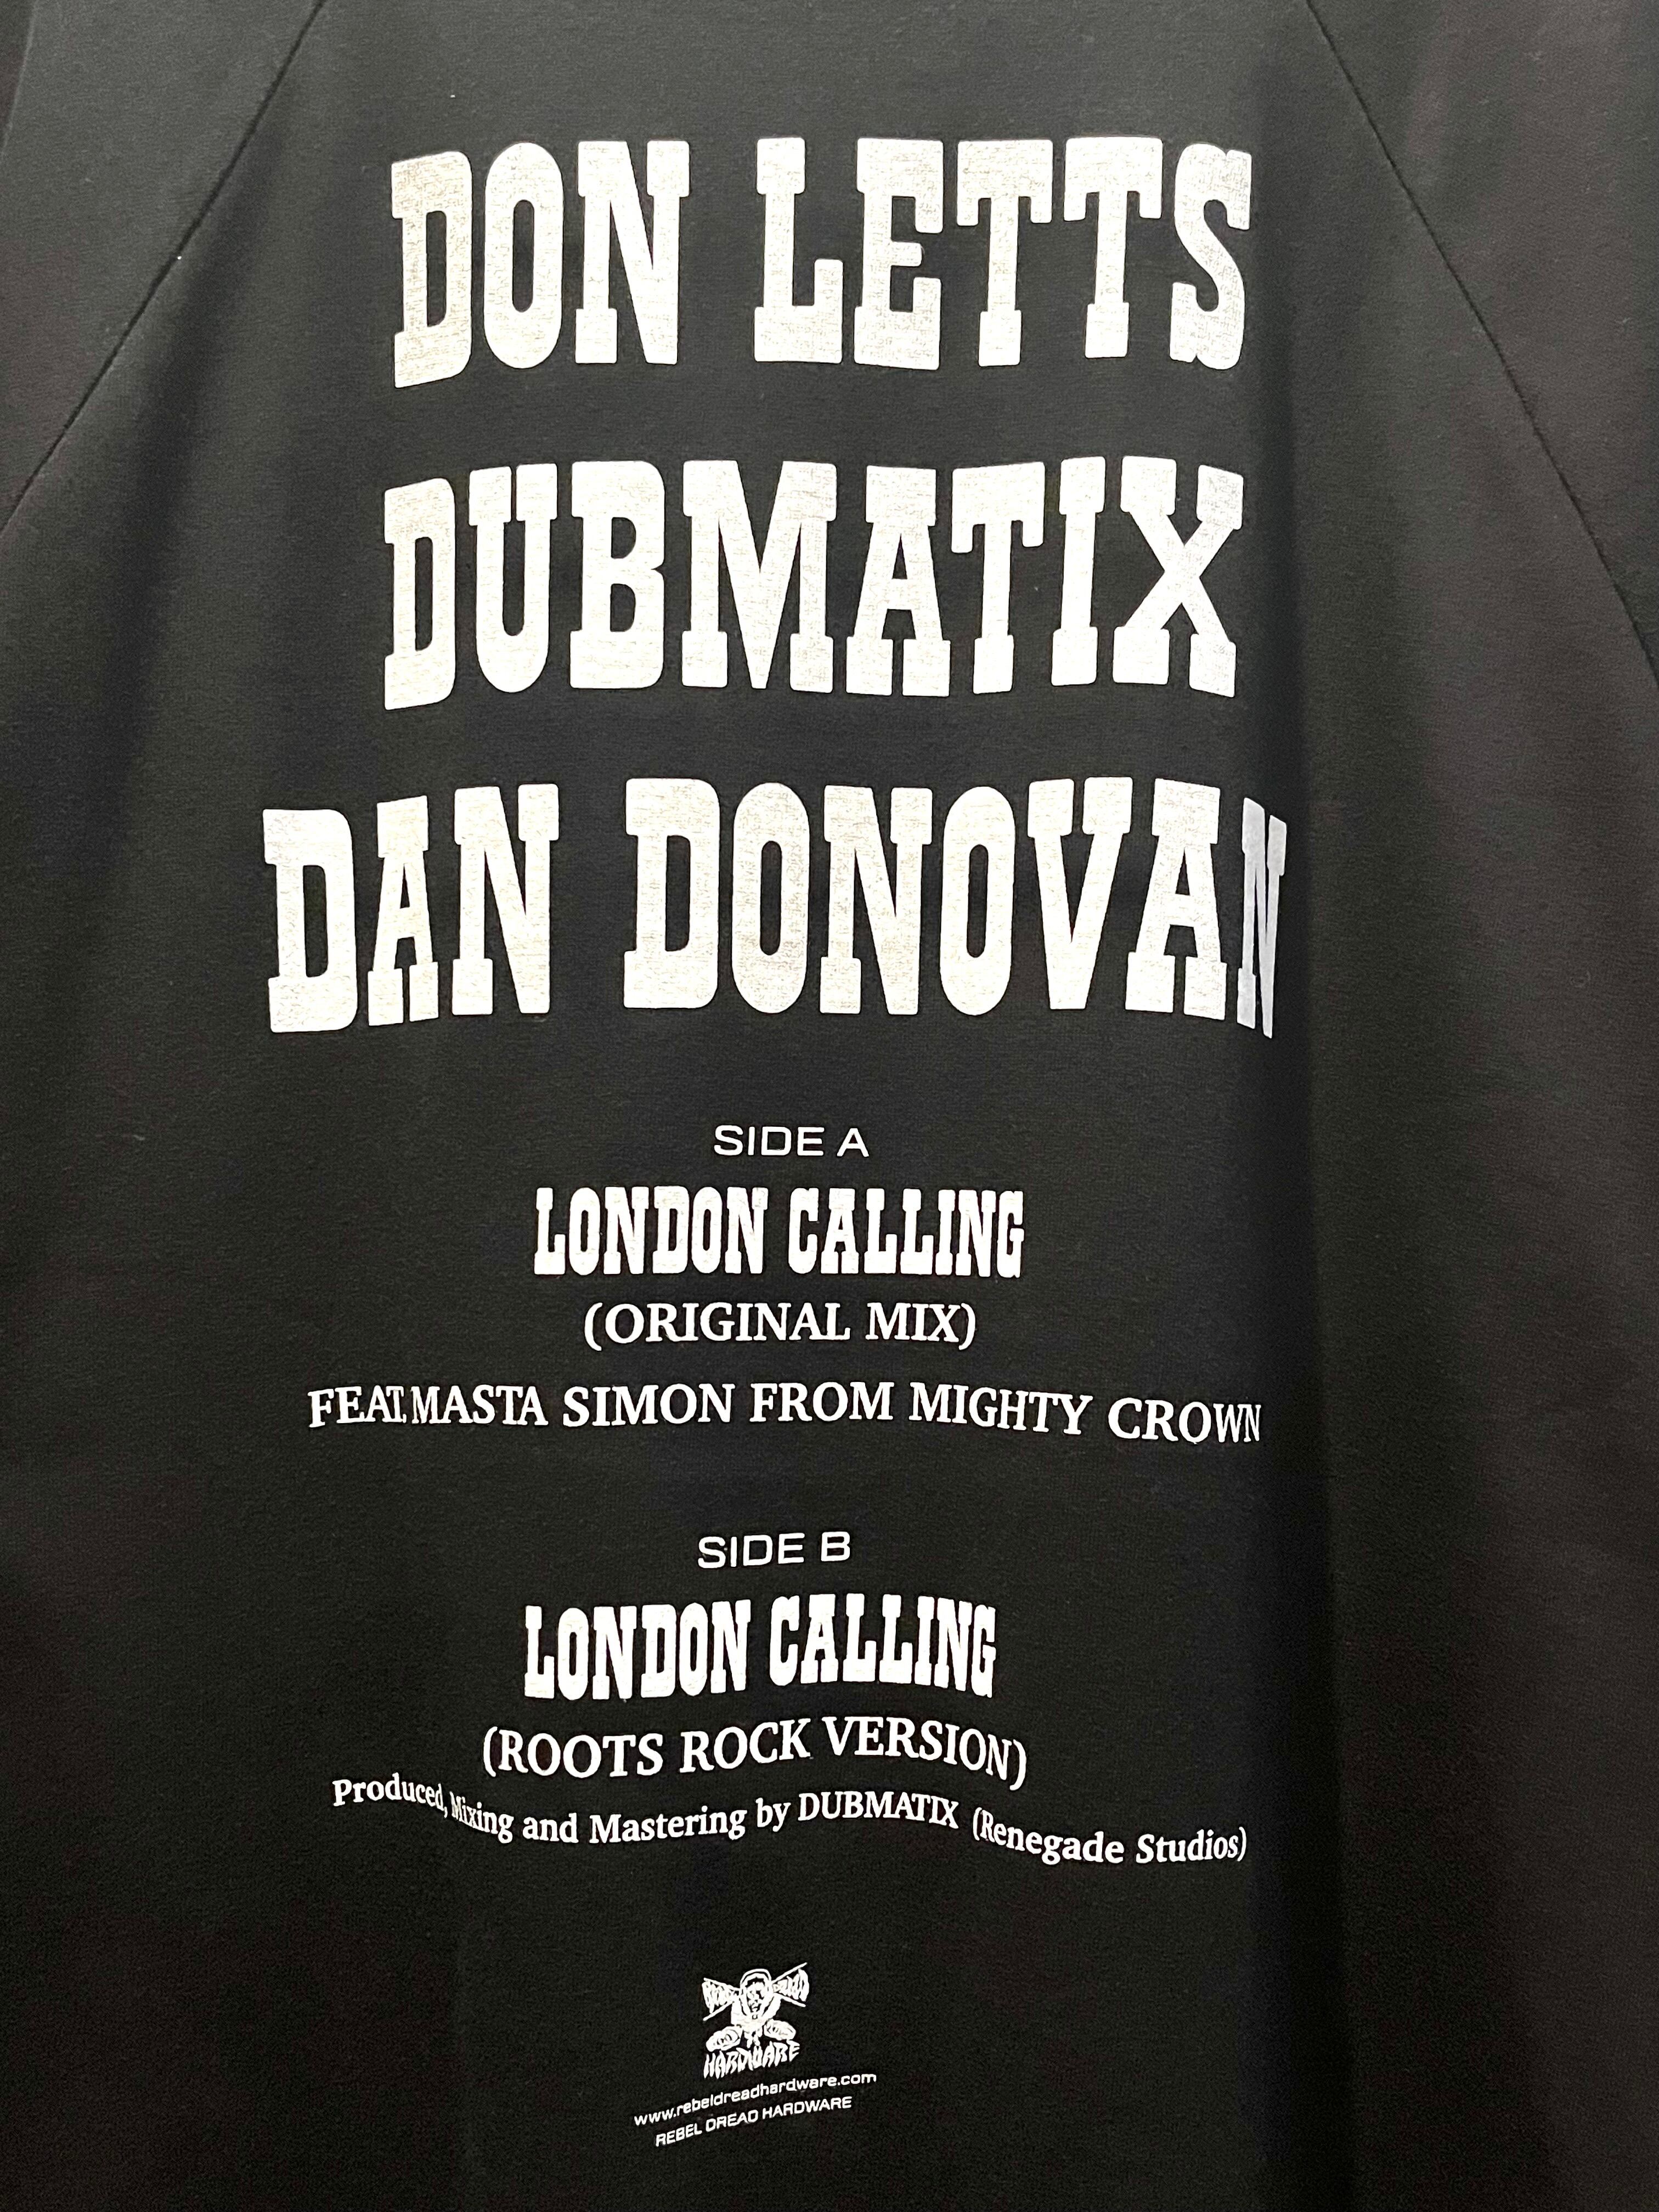 DON LETTS
DUBMATIX
DAN DONOVAN
SIDE A
LONDON CALLING
(ORIGINAL MIX)
FEAT.MASTA SIMON FROM MIGHTY CROWN
SIDE B
LONDON CALLING
(ROOTS ROCK VERSION)
Produced, Mixing and Mastering by DUBMATIX (Renegade Studios)
HARDWARE
www.rebeldreadhardware.com
REBEL DREAD HARDWARE